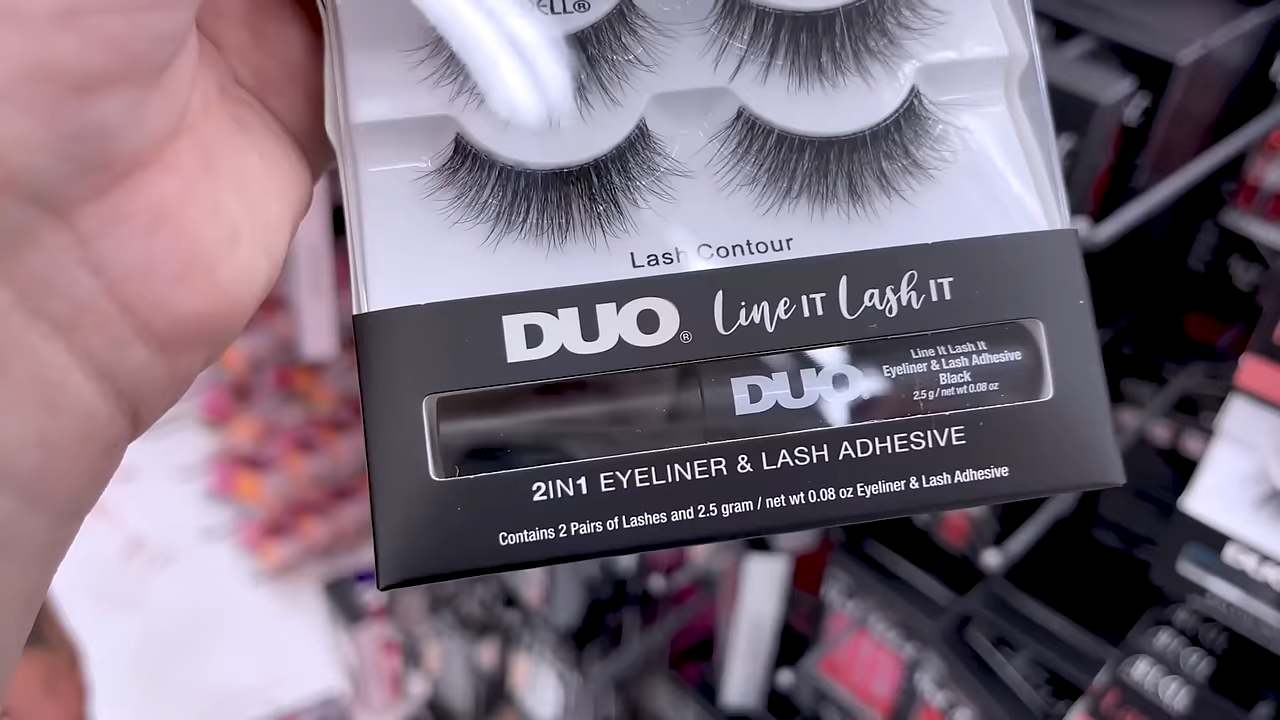 ELL®
Lash Contour
DUO® Line IT Lash IT
DUO.
Line It Lash It
Eyeliner & Lash Adhesive
Black
2.5 g / net wt 0.08 oz
2IN1 EYELINER & LASH ADHESIVE
Contains 2 Pairs of Lashes and 2.5 gram / net wt 0.08 oz Eyeliner & Lash Adhesive